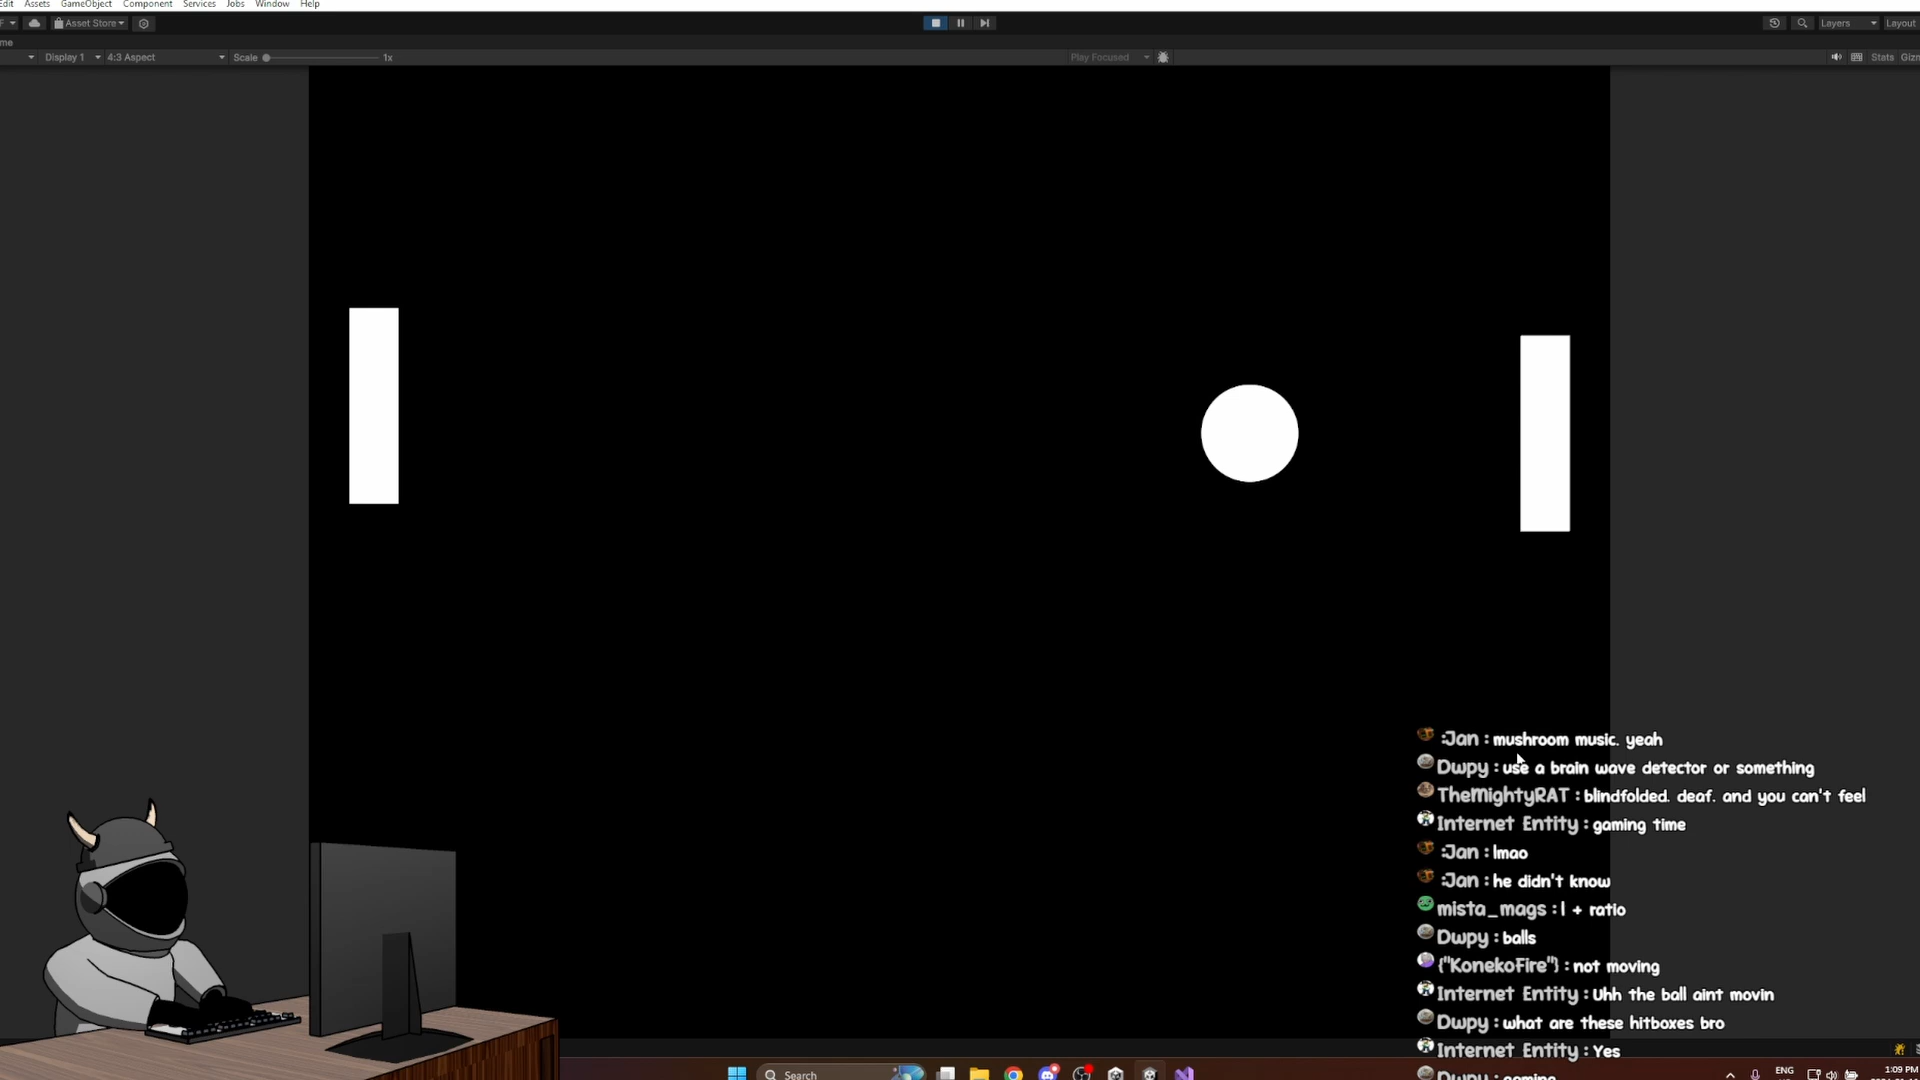 Edit Assets GameObject Component Services Jobs Window Help
Asset Store Layers Layout
me
Display 1 4:3 Aspect Scale 1x Play Focused Stats Gizm
:Jan : mushroom music. yeah
Dwpy : use a brain wave detector or something
TheMightyRAT : blindfolded. deaf. and you can't feel
Internet Entity : gaming time
:Jan : lmao
:Jan : he didn't know
mista_mags : l + ratio
Dwpy : balls
{"KonekoFire"} : not moving
Internet Entity : Uhh the ball aint movin
Dwpy : what are these hitboxes bro
Internet Entity : Yes
Dwpy : gaming
Search ENG 1:09 PM